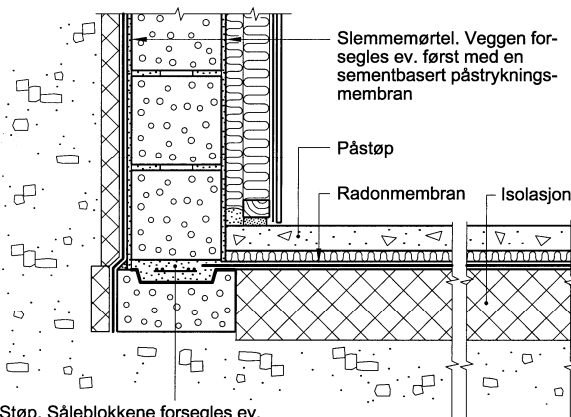 Slemmemørtel. Veggen for-
segles ev. først med en
sementbasert påstryknings-
membran
Påstøp
Radonmembran
Isolasjon
Støp. Såleblokkene forsegles ev.